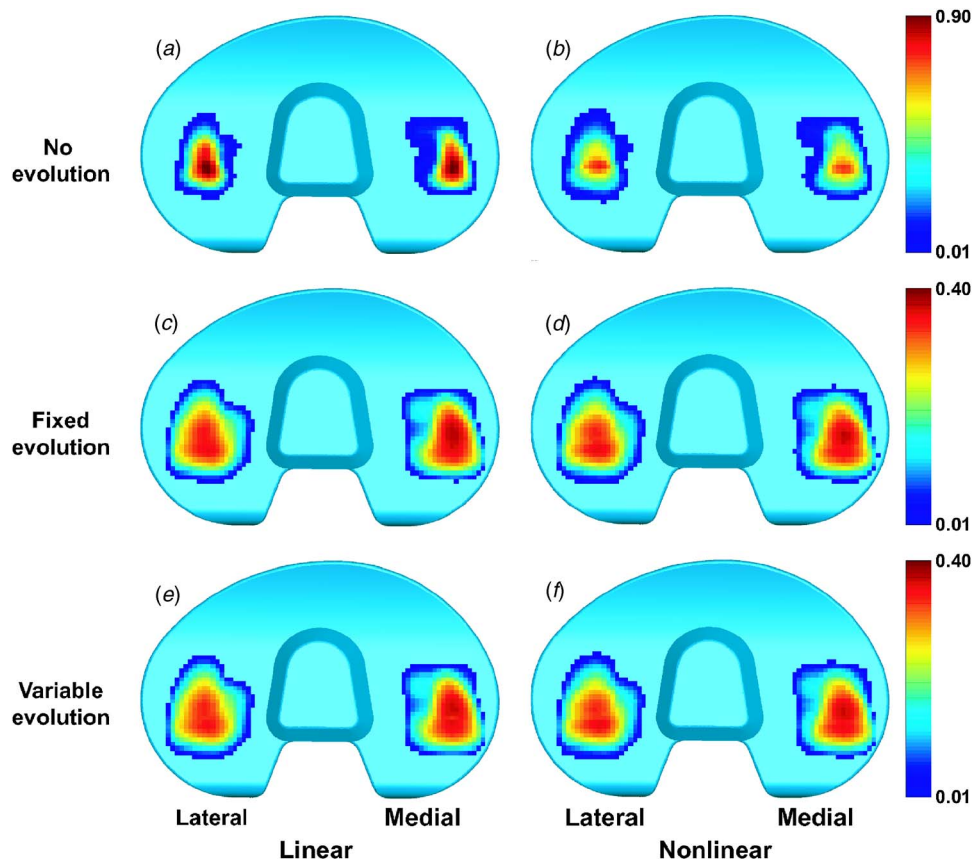 (a)
(b)
0.90
No
evolution
0.01
(c)
(d)
0.40
Fixed
evolution
0.01
(e)
(f)
0.40
Variable
evolution
0.01
Lateral
Medial
Lateral
Medial
Linear
Nonlinear